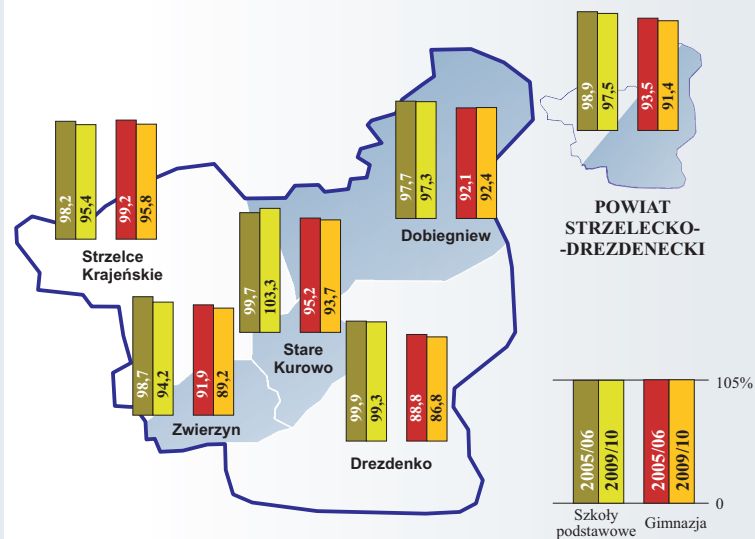 98,9 97,5 93,5 91,4
POWIAT
STRZELECKO-
-DREZDENECKI
98,2 95,4 99,2 95,8
Strzelce
Krajeńskie
97,7 97,3 92,1 92,4
Dobiegniew
99,7 103,3 95,2 93,7
Stare
Kurowo
98,7 94,2 91,9 89,2
Zwierzyn
99,9 99,3 88,8 86,8
Drezdenko
105%
2005/06 2009/10 2005/06 2009/10
0
Szkoły
podstawowe
Gimnazja